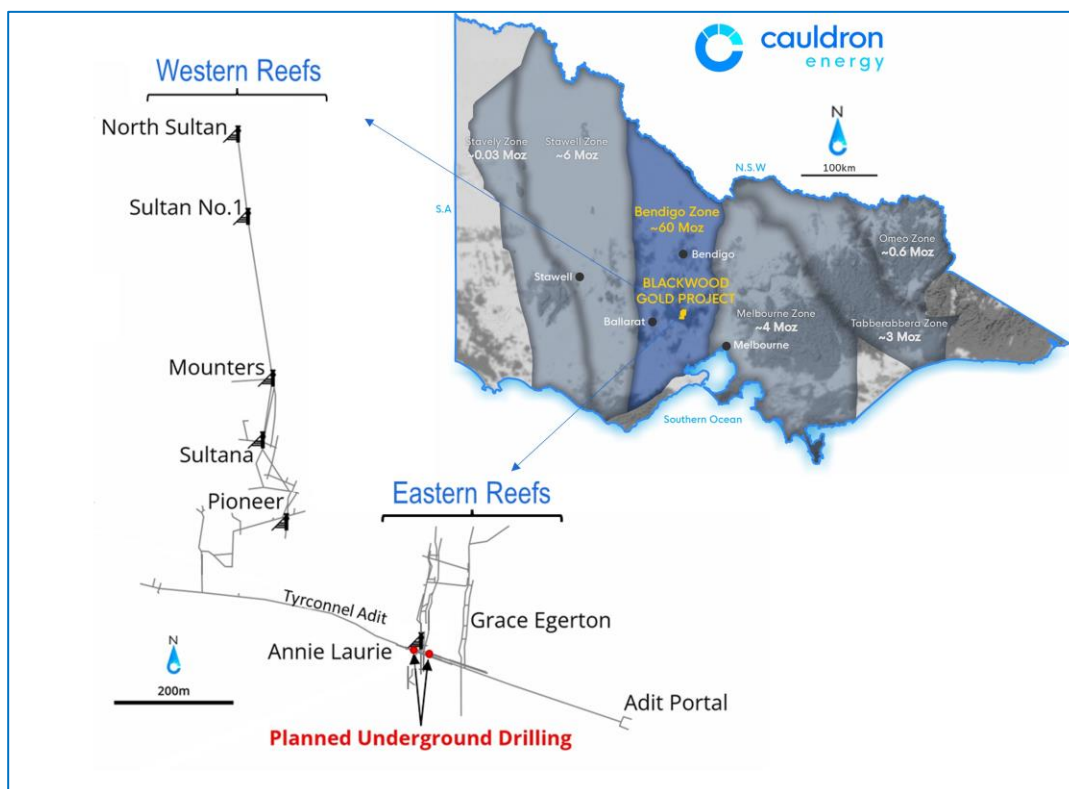 cauldron
energy
Western Reefs
North Sultan
Sultan No.1
Mounters
Sultana
Pioneer
Eastern Reefs
Tyrconnel Adit
Grace Egerton
Annie Laurie
Adit Portal
N
200m
Planned Underground Drilling
N
100km
N.S.W
S.A
Stavely Zone
~0.03 Moz
Stawell Zone
~6 Moz
Bendigo Zone
~60 Moz
Bendigo
Stawell
BLACKWOOD
GOLD PROJECT
Ballarat
Melbourne Zone
~4 Moz
Melbourne
Omeo Zone
~0.6 Moz
Tabberabbera Zone
~3 Moz
Southern Ocean